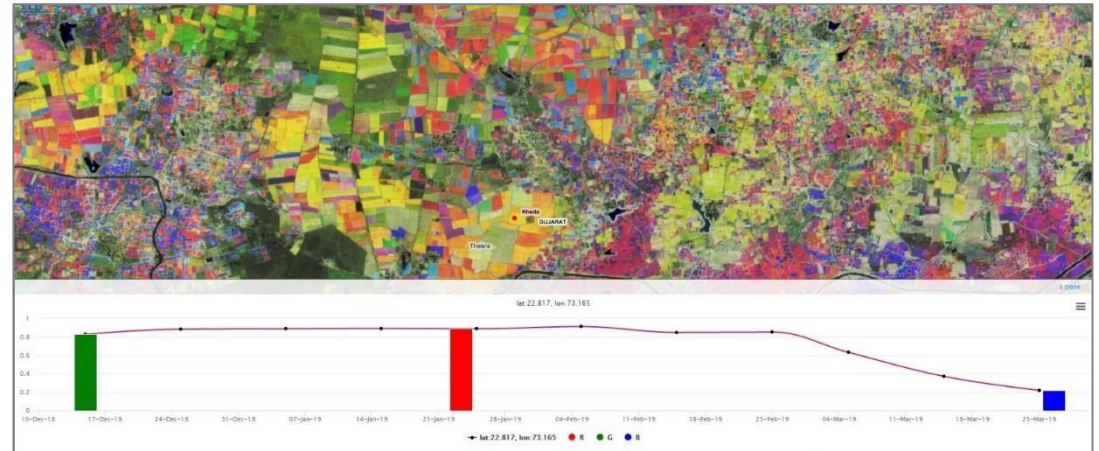 Kheda
GUJARAT
Thasra
x close
lat:22.817, lon:73.165
1
0.8
0.6
0.4
0.2
0
10-Dec-18 17-Dec-18 24-Dec-18 31-Dec-18 07-Jan-19 14-Jan-19 21-Jan-19 28-Jan-19 04-Feb-19 11-Feb-19 18-Feb-19 25-Feb-19 04-Mar-19 11-Mar-19 18-Mar-19 25-Mar-19
lat:22.817, lon:73.165 R G B